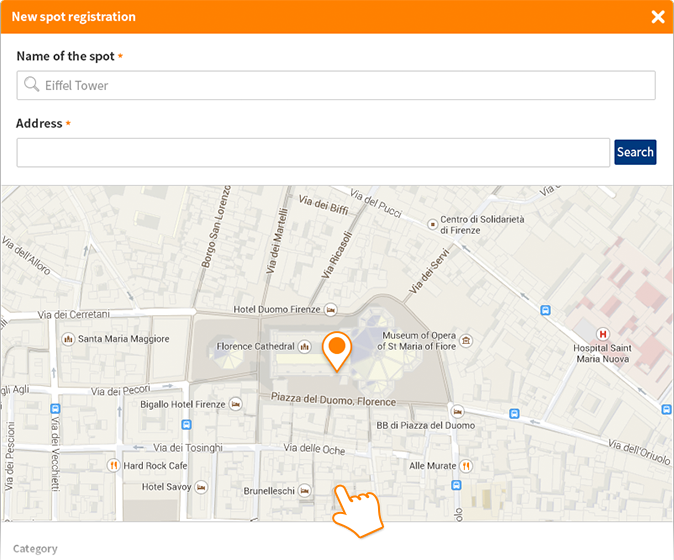 New spot registration
Name of the spot *
Eiffel Tower
Address *
Search
Via dei Biffi
Via del Pucci
Borgo San Lorenzo
Via dei Martelli
Via Ricasoli
Centro di Solidarietà
di Firenze
Via dei Servi
Via dell'Alloro
Via dei Cerretani
Hotel Duomo Firenze
Santa Maria Maggiore
Florence Cathedral
Museum of Opera
of St Maria of Fiore
H
Hospital Saint
Maria Nuova
gli Agli
Via dei Pecori
Bigallo Hotel Firenze
Piazza del Duomo, Florence
BB di Piazza del Duomo
Via dei Pescioni
Via dei Vecchietti
Via dei Tosinghi
Via delle Oche
Via dell'Oriuolo
Hard Rock Cafe
Alle Murate
Hotel Savoy
Brunelleschi
Category